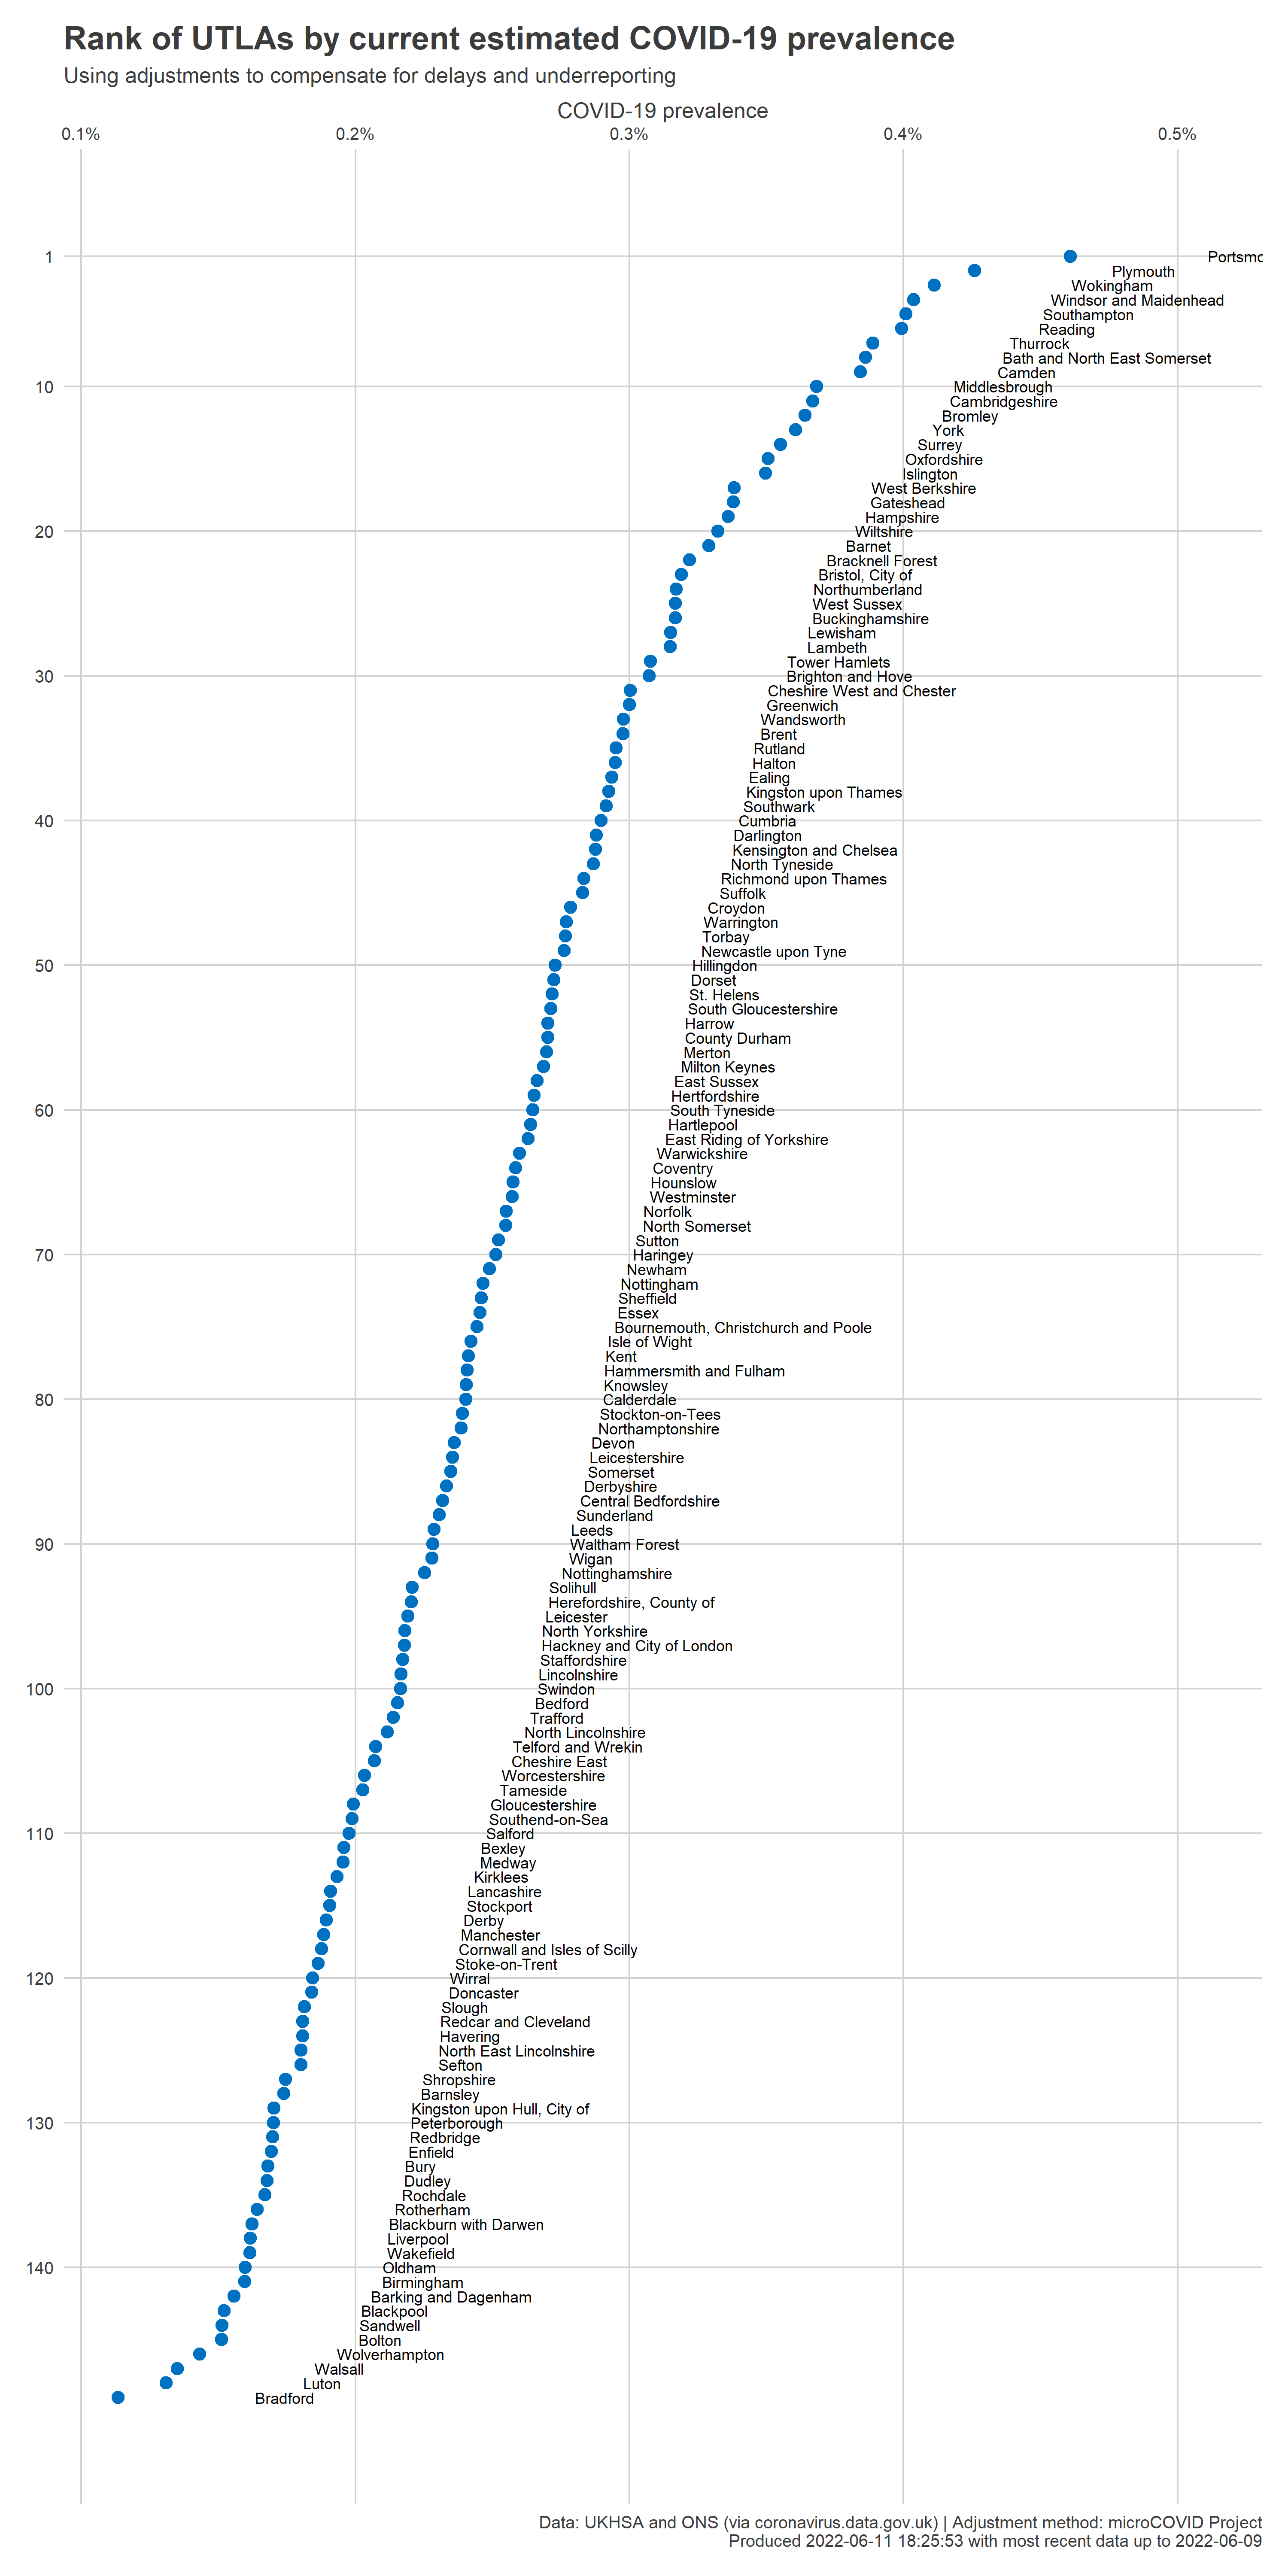 Rank of UTLAs by current estimated COVID-19 prevalence
Using adjustments to compensate for delays and underreporting
COVID-19 prevalence
0.1% 0.2% 0.3% 0.4% 0.5%
1 Portsmo
Plymouth
Wokingham
Windsor and Maidenhead
Southampton
Reading
Thurrock
Bath and North East Somerset
Camden
10 Middlesbrough
Cambridgeshire
Bromley
York
Surrey
Oxfordshire
Islington
West Berkshire
Gateshead
Hampshire
20 Wiltshire
Barnet
Bracknell Forest
Bristol, City of
Northumberland
West Sussex
Buckinghamshire
Lewisham
Lambeth
Tower Hamlets
30 Brighton and Hove
Cheshire West and Chester
Greenwich
Wandsworth
Brent
Rutland
Halton
Ealing
Kingston upon Thames
Southwark
40 Cumbria
Darlington
Kensington and Chelsea
North Tyneside
Richmond upon Thames
Suffolk
Croydon
Warrington
Torbay
Newcastle upon Tyne
50 Hillingdon
Dorset
St. Helens
South Gloucestershire
Harrow
County Durham
Merton
Milton Keynes
East Sussex
Hertfordshire
60 South Tyneside
Hartlepool
East Riding of Yorkshire
Warwickshire
Coventry
Hounslow
Westminster
Norfolk
North Somerset
Sutton
70 Haringey
Newham
Nottingham
Sheffield
Essex
Bournemouth, Christchurch and Poole
Isle of Wight
Kent
Hammersmith and Fulham
Knowsley
80 Calderdale
Stockton-on-Tees
Northamptonshire
Devon
Leicestershire
Somerset
Derbyshire
Central Bedfordshire
Sunderland
Leeds
90 Waltham Forest
Wigan
Nottinghamshire
Solihull
Herefordshire, County of
Leicester
North Yorkshire
Hackney and City of London
Staffordshire
Lincolnshire
100 Swindon
Bedford
Trafford
North Lincolnshire
Telford and Wrekin
Cheshire East
Worcestershire
Tameside
Gloucestershire
Southend-on-Sea
110 Salford
Bexley
Medway
Kirklees
Lancashire
Stockport
Derby
Manchester
Cornwall and Isles of Scilly
Stoke-on-Trent
120 Wirral
Doncaster
Slough
Redcar and Cleveland
Havering
North East Lincolnshire
Sefton
Shropshire
Barnsley
Kingston upon Hull, City of
130 Peterborough
Redbridge
Enfield
Bury
Dudley
Rochdale
Rotherham
Blackburn with Darwen
Liverpool
Wakefield
140 Oldham
Birmingham
Barking and Dagenham
Blackpool
Sandwell
Bolton
Wolverhampton
Walsall
Luton
Bradford
Data: UKHSA and ONS (via coronavirus.data.gov.uk) | Adjustment method: microCOVID Project
Produced 2022-06-11 18:25:53 with most recent data up to 2022-06-09